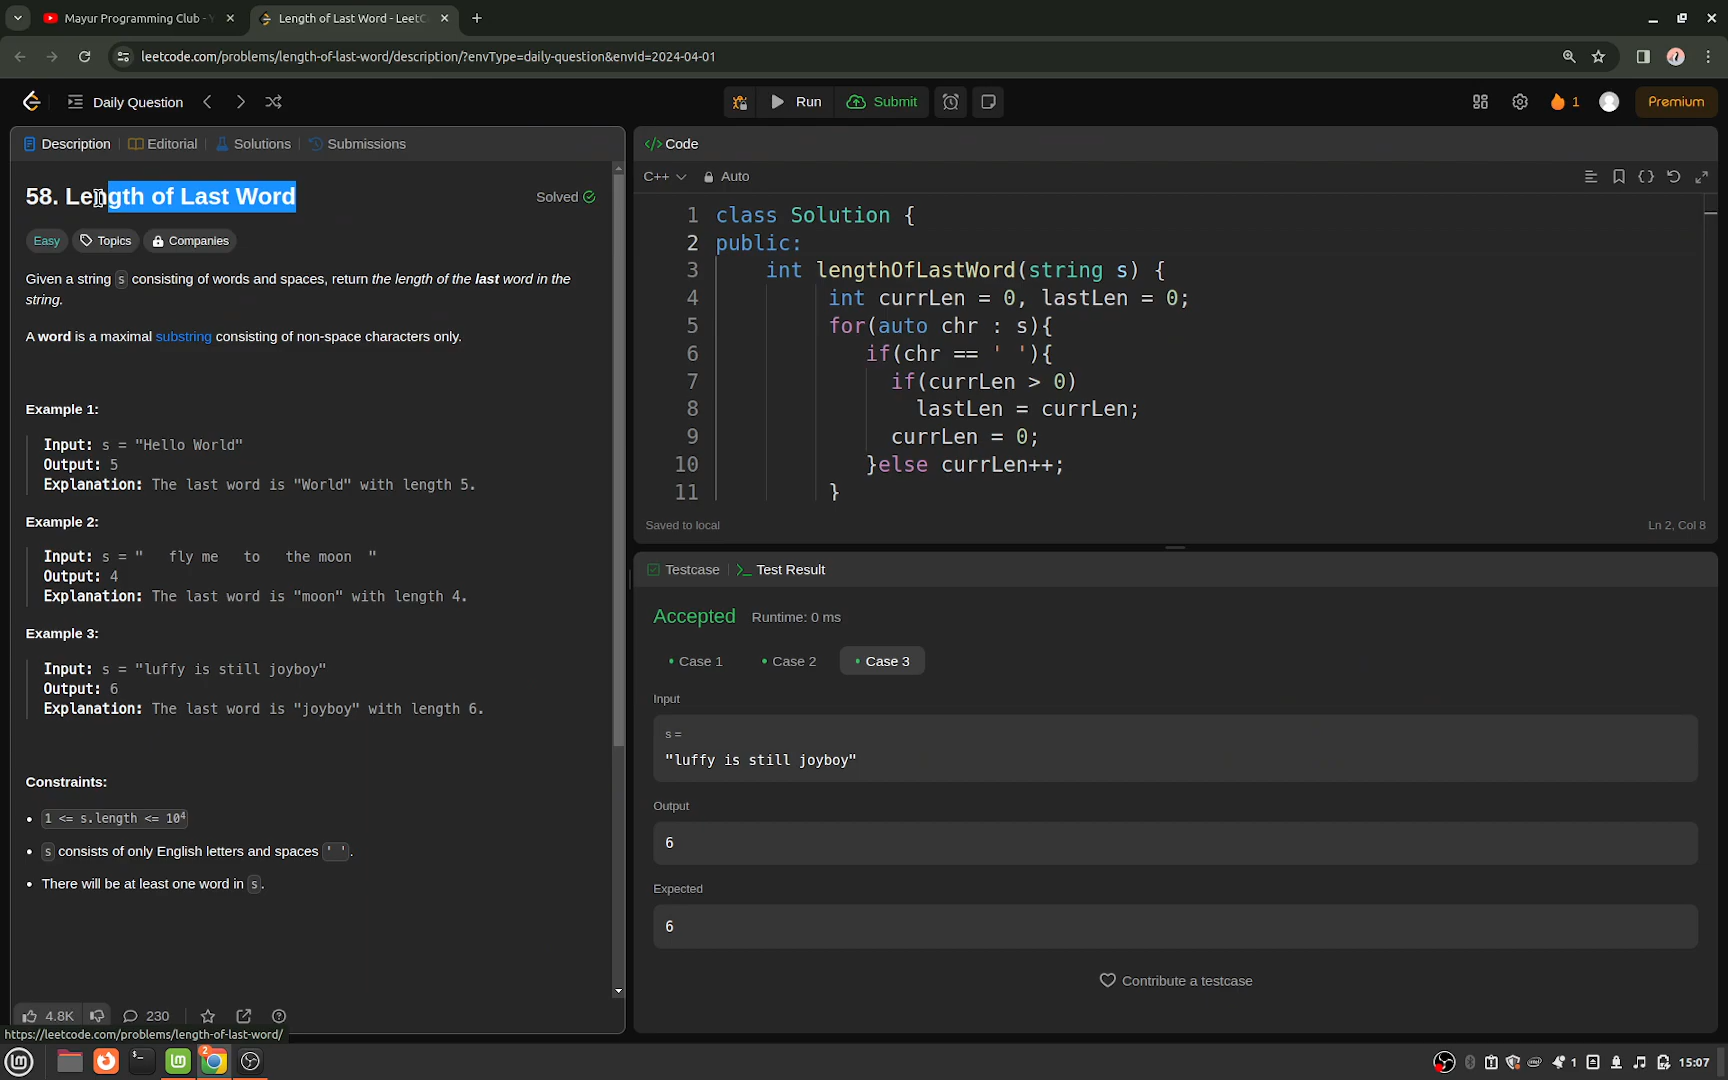 Mayur Programming Club - Y
Length of Last Word - LeetC
leetcode.com/problems/length-of-last-word/description/?envType=daily-question&envId=2024-04-01
Daily Question
Run
Submit
1
Premium
Description
Editorial
Solutions
Submissions
58. Length of Last Word
Solved
Easy
Topics
Companies
Given a string s consisting of words and spaces, return the length of the last word in the
string.
A word is a maximal substring consisting of non-space characters only.
Example 1:
Input: s = "Hello World"
Output: 5
Explanation: The last word is "World" with length 5.
Example 2:
Input: s = "   fly me   to   the moon  "
Output: 4
Explanation: The last word is "moon" with length 4.
Example 3:
Input: s = "luffy is still joyboy"
Output: 6
Explanation: The last word is "joyboy" with length 6.
Constraints:
• 1 <= s.length <= 10⁴
• s consists of only English letters and spaces ' '.
• There will be at least one word in s.
4.8K
230
https://leetcode.com/problems/length-of-last-word/
</> Code
C++
Auto
1 class Solution {
2 public:
3 int lengthOfLastWord(string s) {
4 int currLen = 0, lastLen = 0;
5 for(auto chr : s){
6 if(chr == ' '){
7 if(currLen > 0)
8 lastLen = currLen;
9 currLen = 0;
10 }else currLen++;
11 }
Saved to local
Ln 2, Col 8
Testcase
>_ Test Result
Accepted
Runtime: 0 ms
• Case 1
• Case 2
• Case 3
Input
s =
"luffy is still joyboy"
Output
6
Expected
6
Contribute a testcase
2
1
15:07